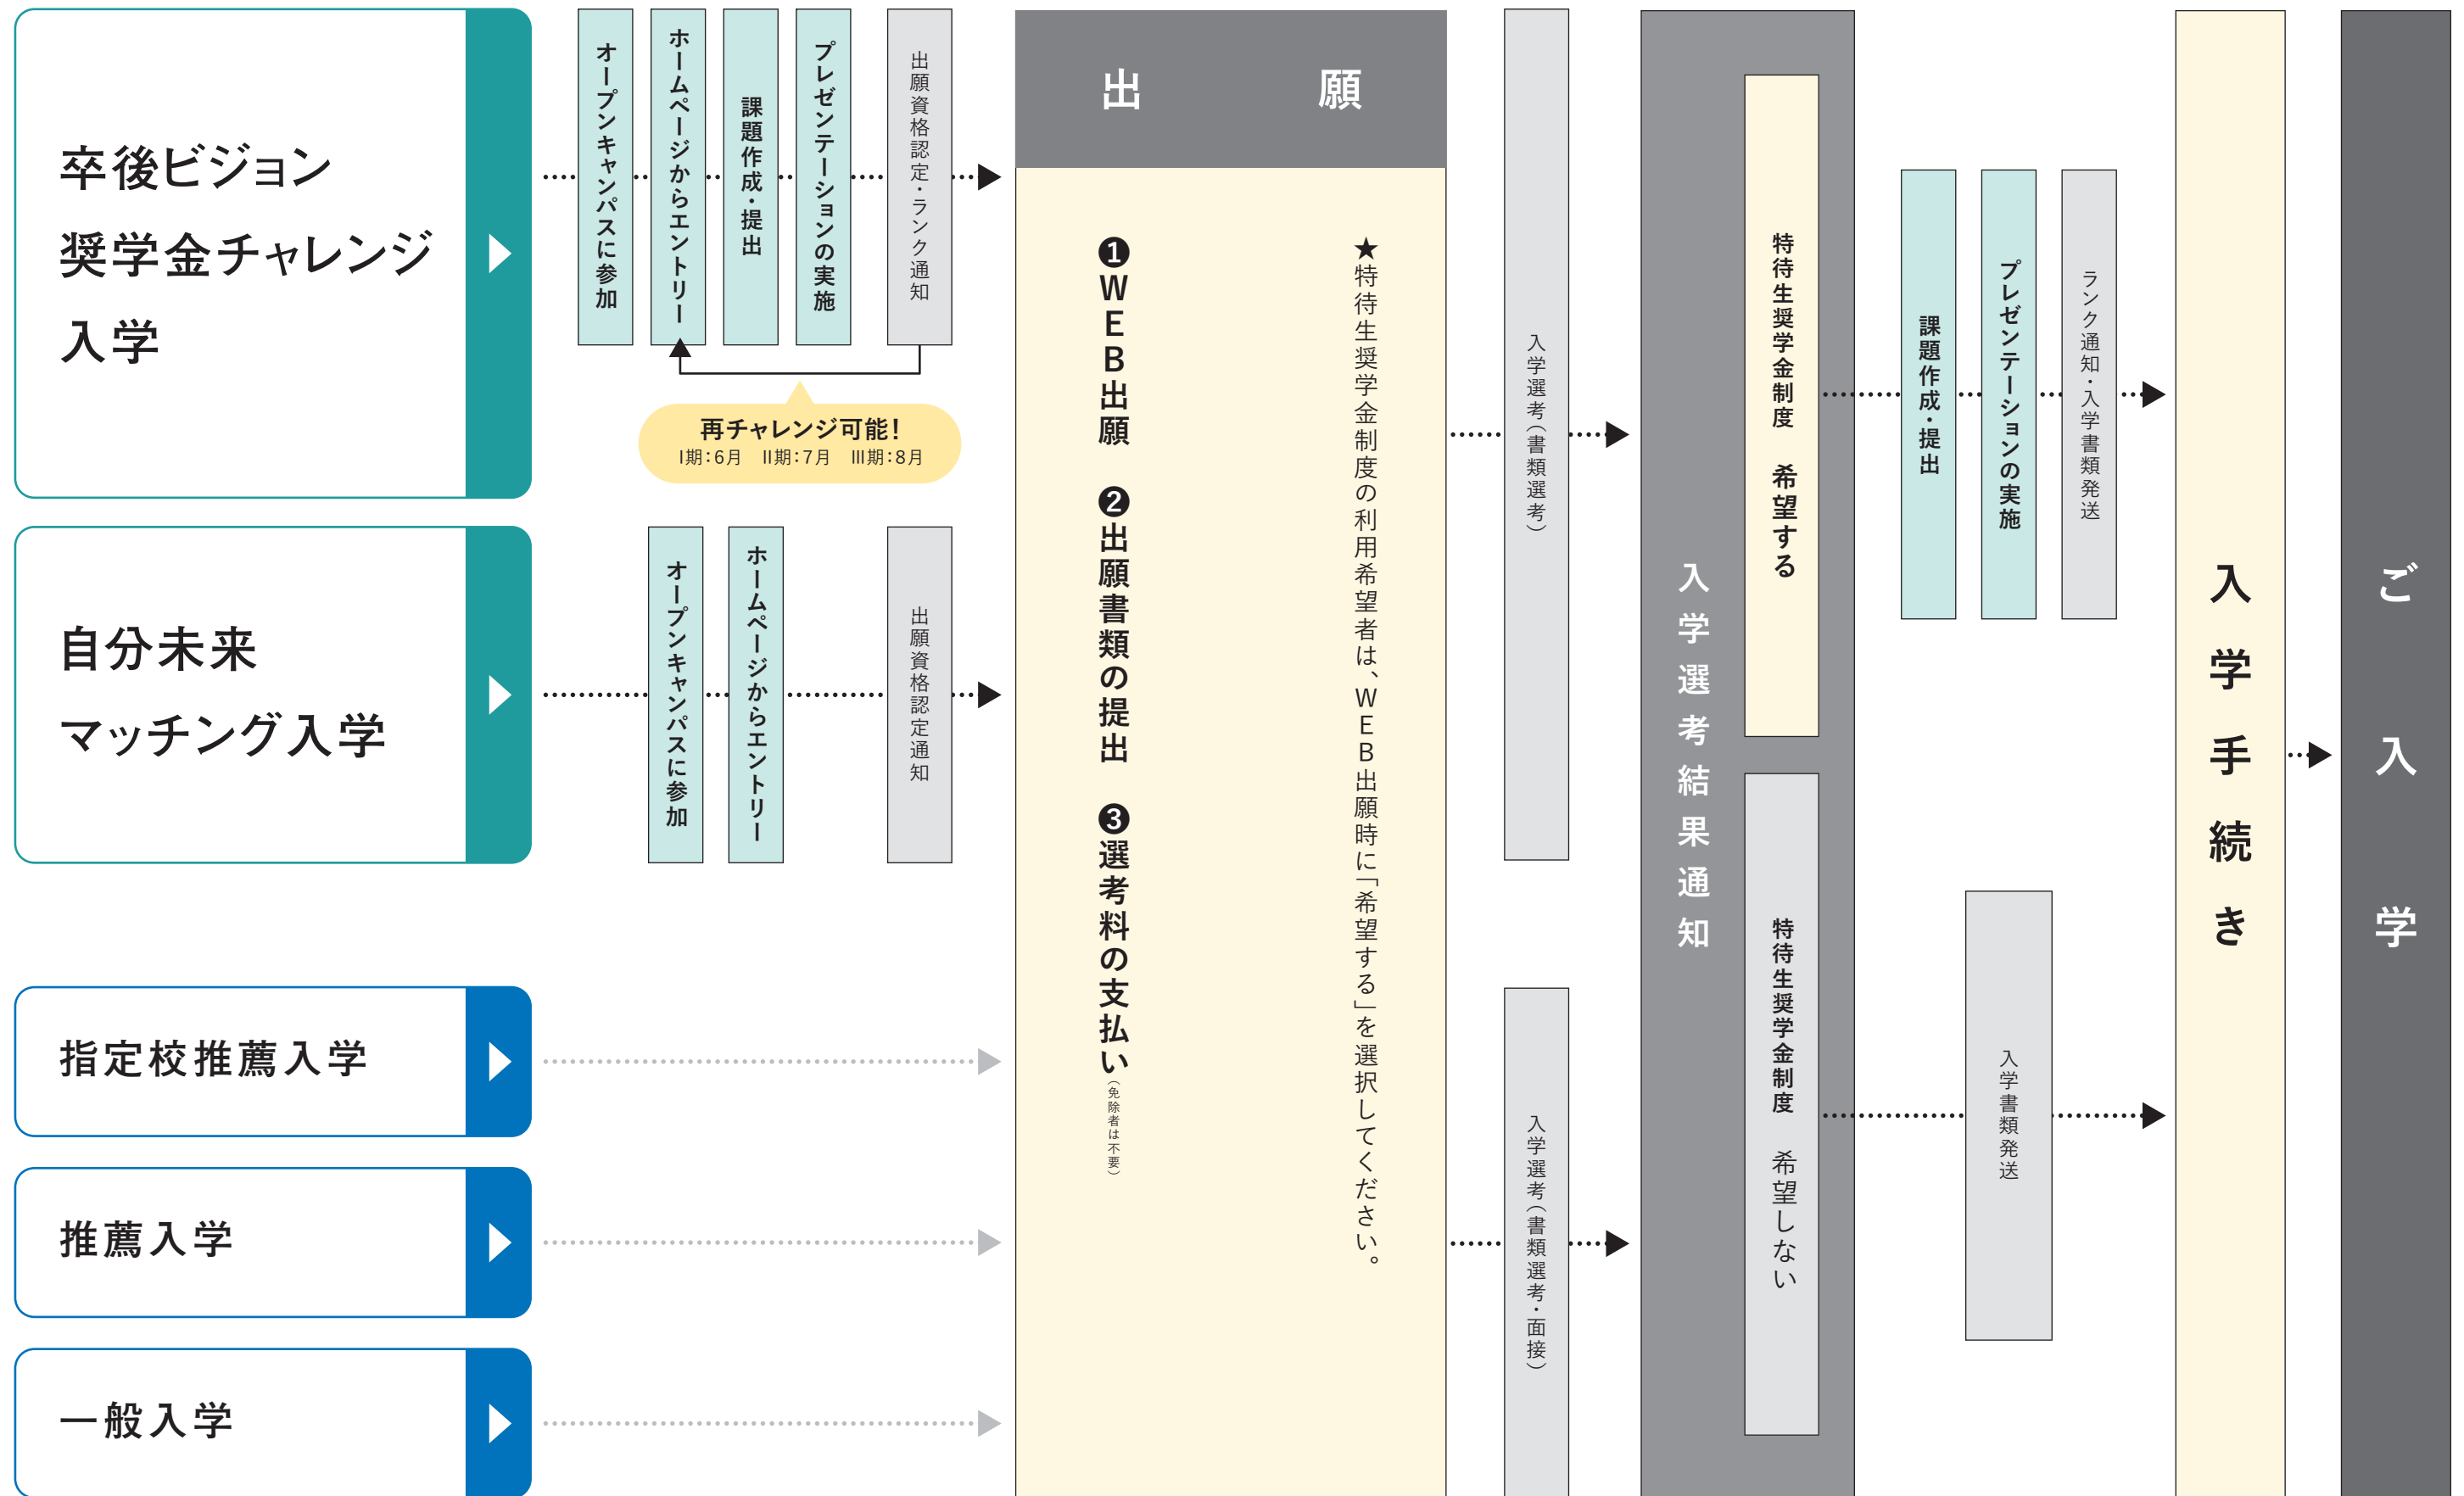 卒後ビジョン
奨学金チャレンジ
入学
オープンキャンパスに参加
ホームページからエントリー
課題作成・提出
プレゼンテーションの実施
出願資格認定・ランク通知
再チャレンジ可能！
I期：6月　II期：7月　III期：8月
自分未来
マッチング入学
オープンキャンパスに参加
ホームページからエントリー
出願資格認定通知
指定校推薦入学
推薦入学
一般入学
出願
❶WEB出願　❷出願書類の提出　❸選考料の支払い（免除者は不要）
★特待生奨学金制度の利用希望者は、WEB出願時に「希望する」を選択してください。
入学選考（書類選考）
入学選考（書類選考・面接）
入学選考結果通知
特待生奨学金制度　希望する
特待生奨学金制度　希望しない
課題作成・提出
プレゼンテーションの実施
ランク通知・入学書類発送
入学書類発送
入学手続き
ご入学